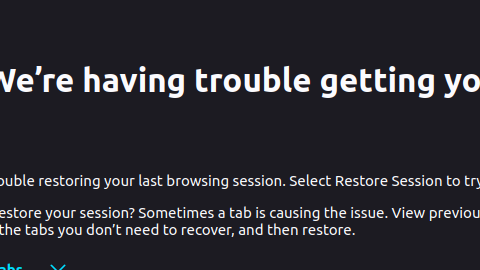 We’re having trouble getting yo
ouble restoring your last browsing session. Select Restore Session to try
estore your session? Sometimes a tab is causing the issue. View previou
the tabs you don’t need to recover, and then restore.
abs